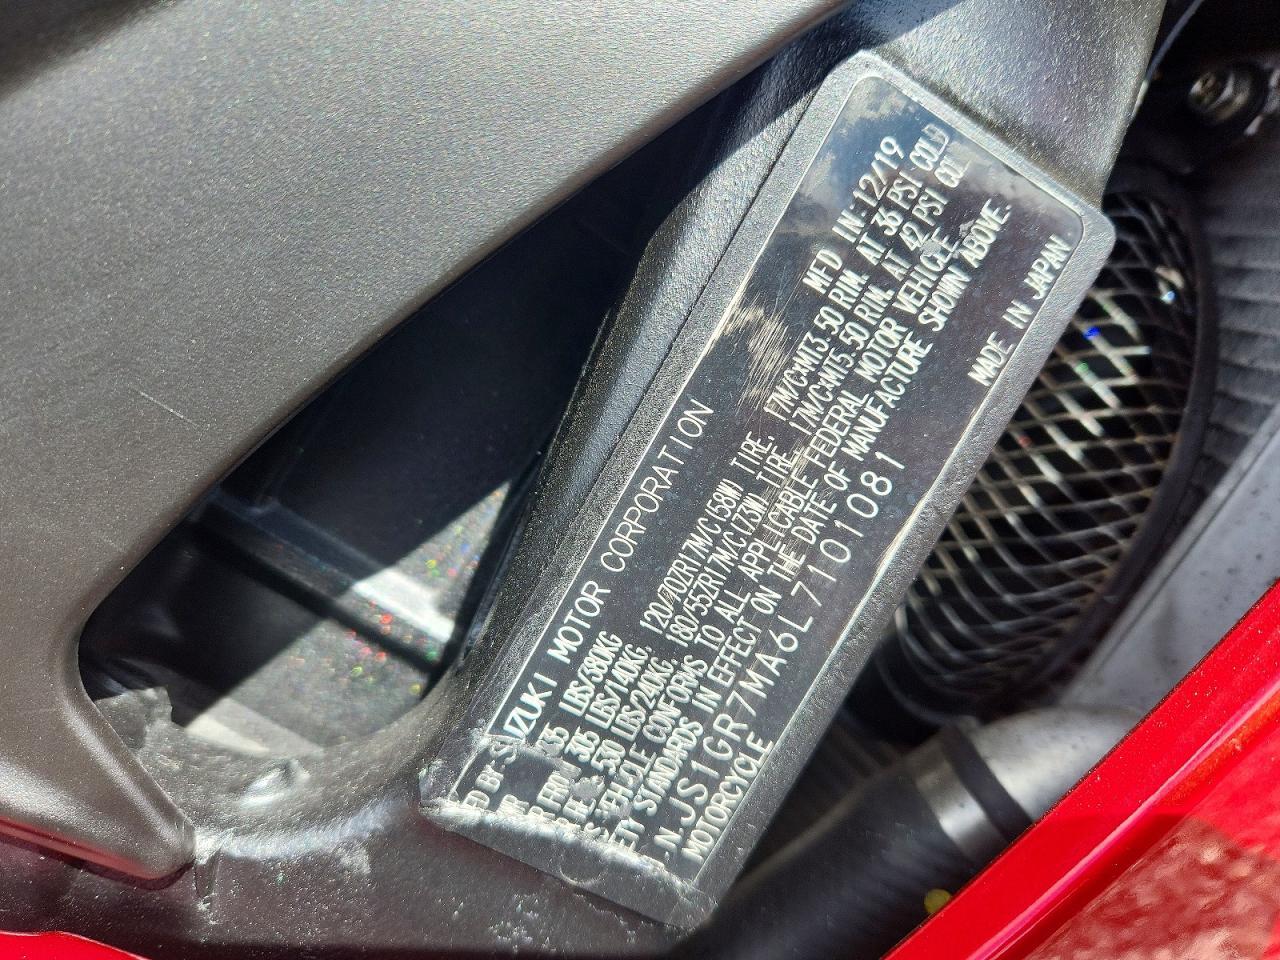 SUZUKI MOTOR CORPORATION MFD IN:12/19
LBS/380KG
305 LBS/140KG. 120/70ZR17M/C(58W) TIRE. 17M/CXMT3.50 RIM. AT 36 PSI COLD
550 LBS/240KG. 180/55ZR17M/C(73W) TIRE. 17M/CXMT5.50 RIM. AT 42 PSI
VEHICLE CONFORMS TO ALL APPLICABLE FEDERAL MOTOR VEHICLE
STANDARDS IN EFFECT ON THE DATE OF MANUFACTURE SHOWN ABOVE.
JS1GR7MA6L7101081
MOTORCYCLE MADE IN JAPAN